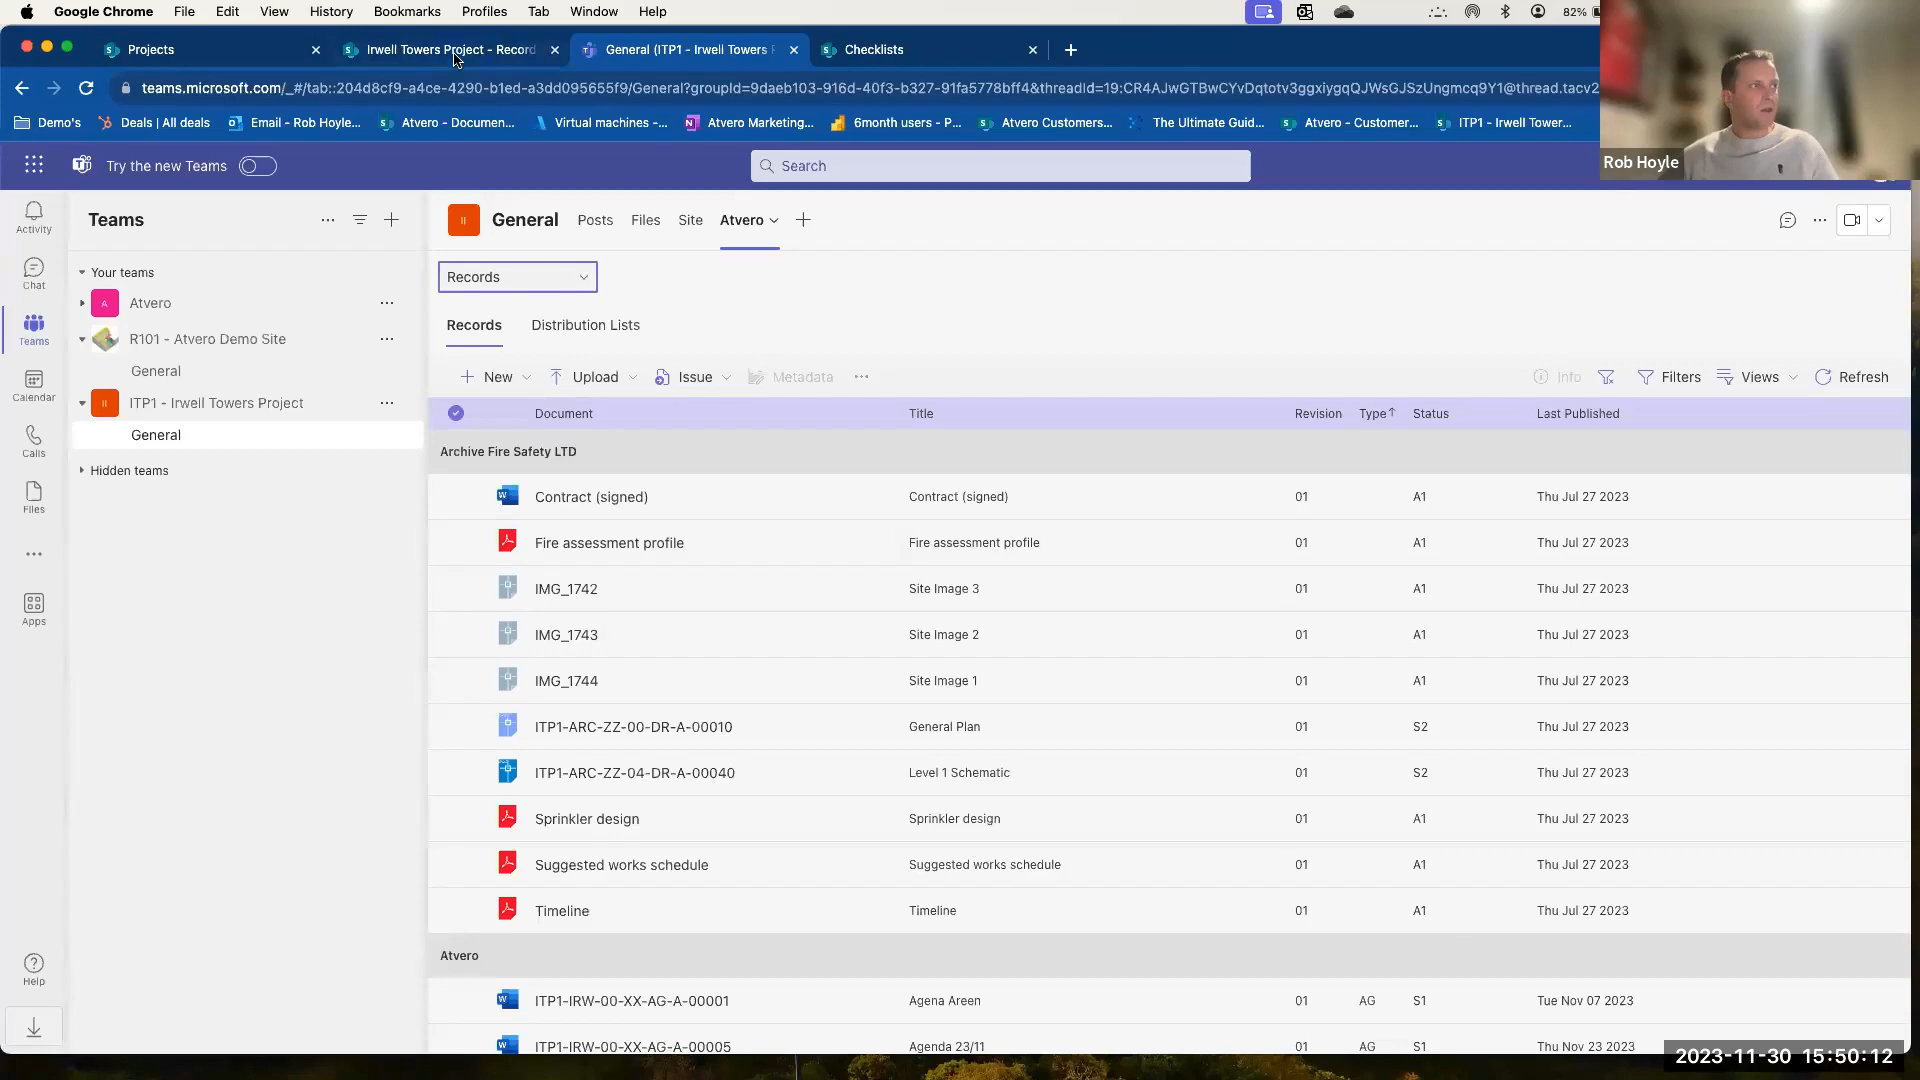 Google Chrome File Edit View History Bookmarks Profiles Tab Window Help 82%
Projects Irwell Towers Project - Record General (ITP1 - Irwell Towers P Checklists
teams.microsoft.com/_#/tab::204d8cf9-a4ce-4290-b1ed-a3dd095655f9/General?groupId=9daeb103-916d-40f3-b327-91fa5778bff4&threadId=19:CR4AJwGTBwCYvDqtotv3ggxiygqQJWsGJSzUngmcq9Y1@thread.tacv2
Demo's Deals | All deals Email - Rob Hoyle... Atvero - Documen... Virtual machines -... Atvero Marketing... 6month users - P... Atvero Customers... The Ultimate Guid... Atvero - Customer... ITP1 - Irwell Tower...
Rob Hoyle
Try the new Teams
Search
Activity
Chat
Teams
Calendar
Calls
Files
Apps
Help
Teams
Your teams
A Atvero
R101 - Atvero Demo Site
General
II ITP1 - Irwell Towers Project
General
Hidden teams
II General Posts Files Site Atvero
Records
Records Distribution Lists
New Upload Issue Metadata Info Filters Views Refresh
Document Title Revision Type Status Last Published
Archive Fire Safety LTD
Contract (signed) Contract (signed) 01 A1 Thu Jul 27 2023
Fire assessment profile Fire assessment profile 01 A1 Thu Jul 27 2023
IMG_1742 Site Image 3 01 A1 Thu Jul 27 2023
IMG_1743 Site Image 2 01 A1 Thu Jul 27 2023
IMG_1744 Site Image 1 01 A1 Thu Jul 27 2023
ITP1-ARC-ZZ-00-DR-A-00010 General Plan 01 S2 Thu Jul 27 2023
ITP1-ARC-ZZ-04-DR-A-00040 Level 1 Schematic 01 S2 Thu Jul 27 2023
Sprinkler design Sprinkler design 01 A1 Thu Jul 27 2023
Suggested works schedule Suggested works schedule 01 A1 Thu Jul 27 2023
Timeline Timeline 01 A1 Thu Jul 27 2023
Atvero
ITP1-IRW-00-XX-AG-A-00001 Agena Areen 01 AG S1 Tue Nov 07 2023
ITP1-IRW-00-XX-AG-A-00005 Agenda 23/11 01 AG S1 Thu Nov 23 2023
2023-11-30 15:50:12